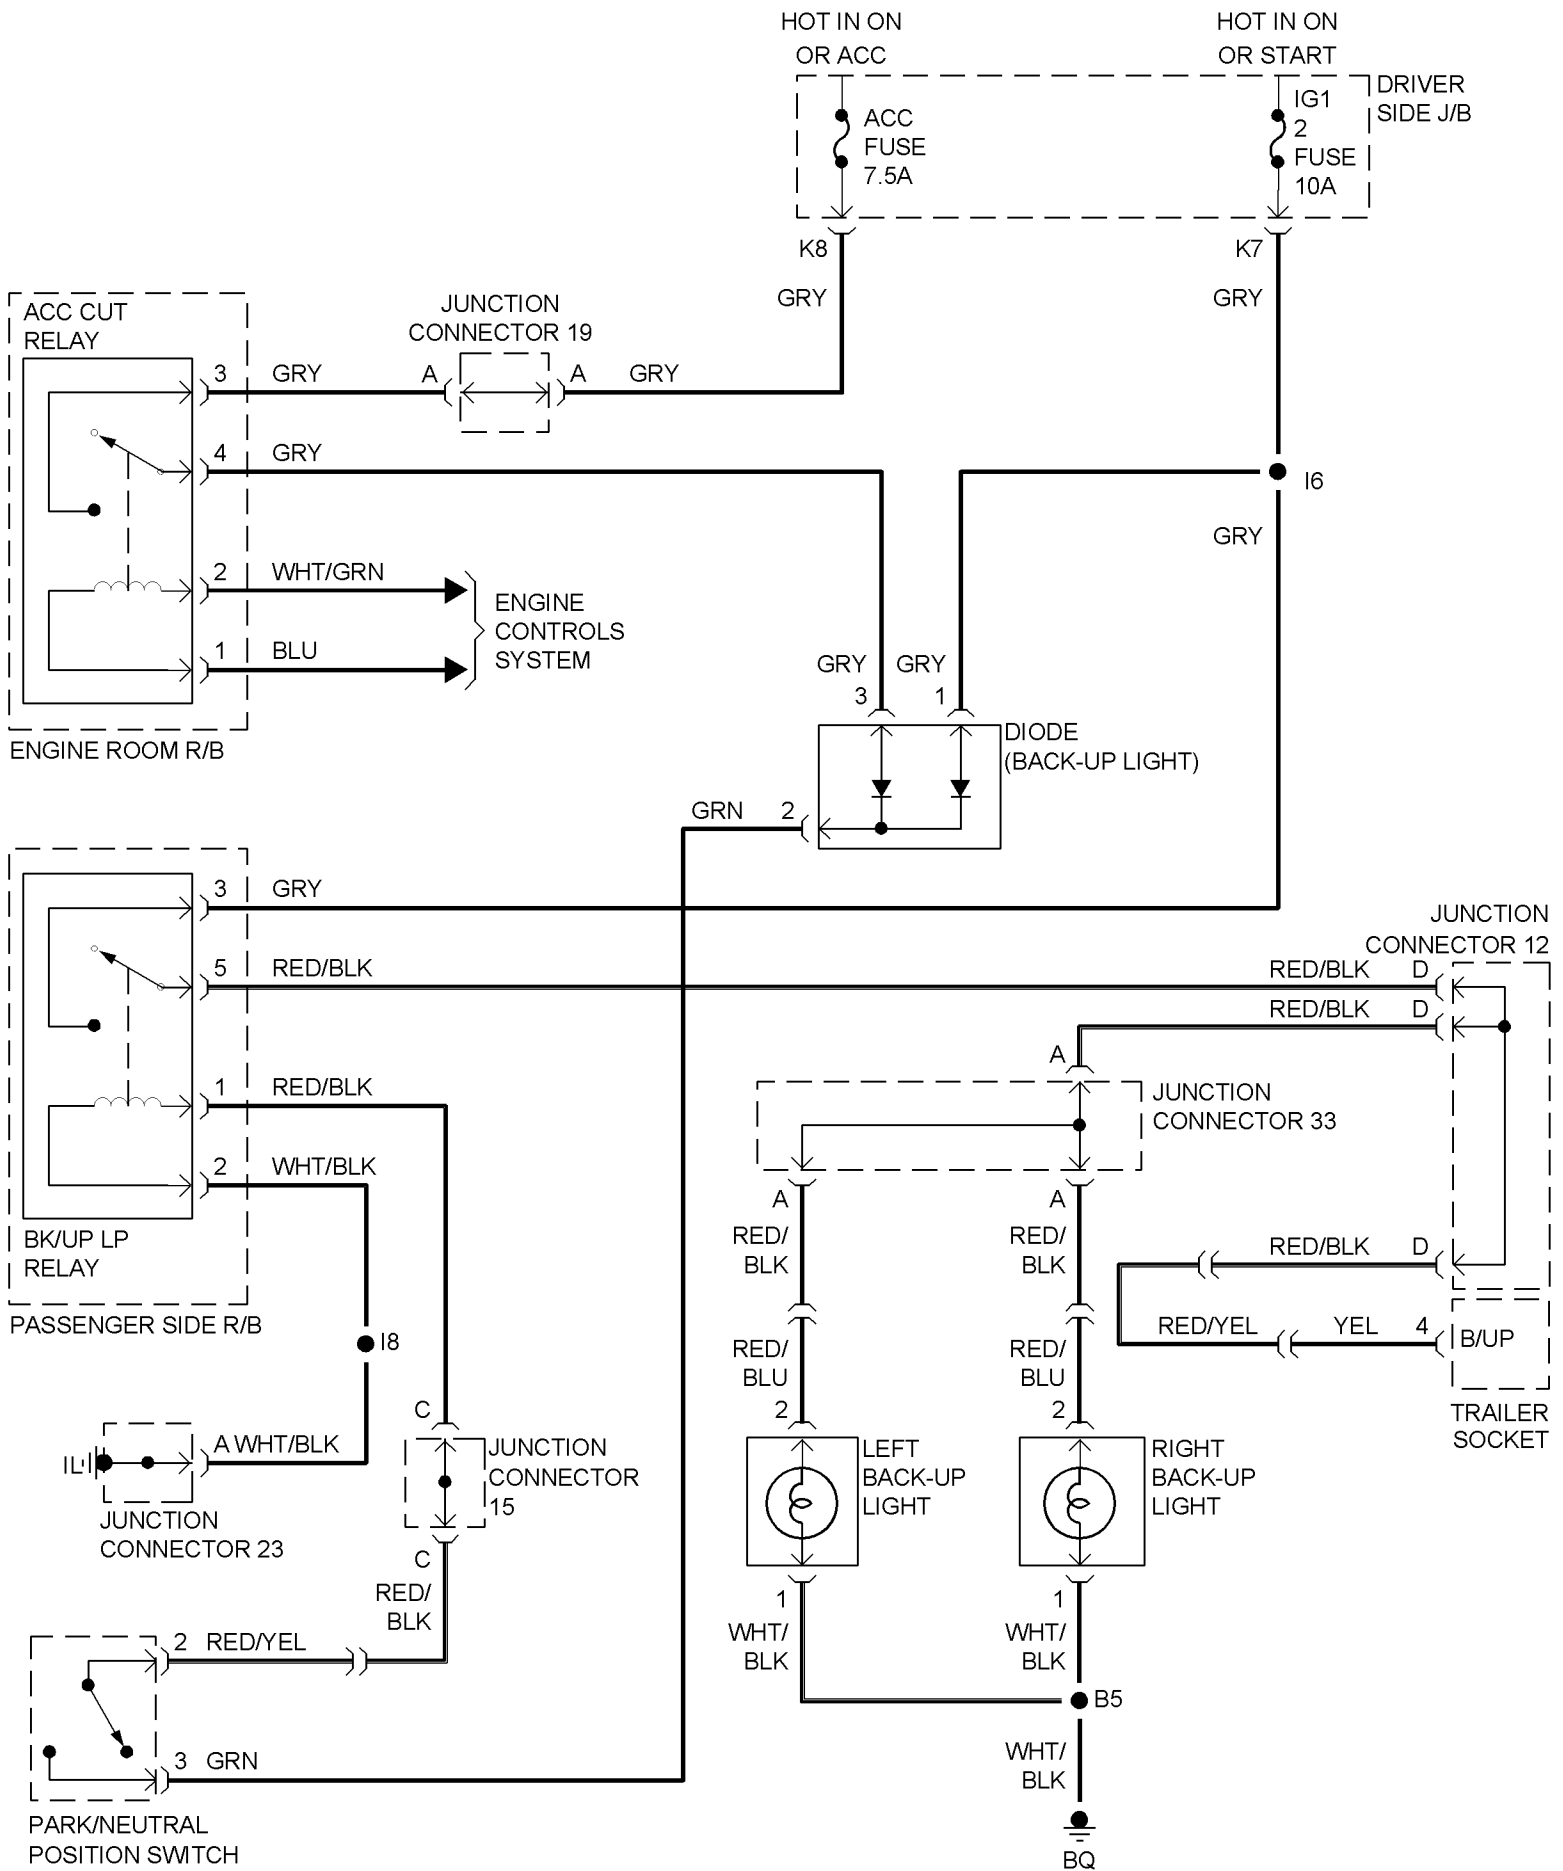 HOT IN ON
OR ACC
HOT IN ON
OR START
DRIVER
SIDE J/B
ACC
FUSE
7.5A
IG1
2
FUSE
10A
K8
K7
GRY
GRY
ACC CUT
RELAY
JUNCTION
CONNECTOR 19
3
GRY
A
A
GRY
4
GRY
I6
GRY
2
WHT/GRN
ENGINE
CONTROLS
SYSTEM
1
BLU
GRY
GRY
3
1
ENGINE ROOM R/B
DIODE
(BACK-UP LIGHT)
GRN
2
3
GRY
JUNCTION
CONNECTOR 12
5
RED/BLK
RED/BLK
D
RED/BLK
D
A
1
RED/BLK
JUNCTION
CONNECTOR 33
2
WHT/BLK
A
A
BK/UP LP
RELAY
RED/
BLK
RED/
BLK
RED/BLK
D
PASSENGER SIDE R/B
I8
RED/YEL
YEL
4
B/UP
RED/
BLU
RED/
BLU
C
2
2
TRAILER
SOCKET
A WHT/BLK
IL
JUNCTION
CONNECTOR
15
LEFT
BACK-UP
LIGHT
RIGHT
BACK-UP
LIGHT
JUNCTION
CONNECTOR 23
C
RED/
BLK
1
1
WHT/
BLK
WHT/
BLK
2
RED/YEL
B5
3
GRN
WHT/
BLK
PARK/NEUTRAL
POSITION SWITCH
BQ